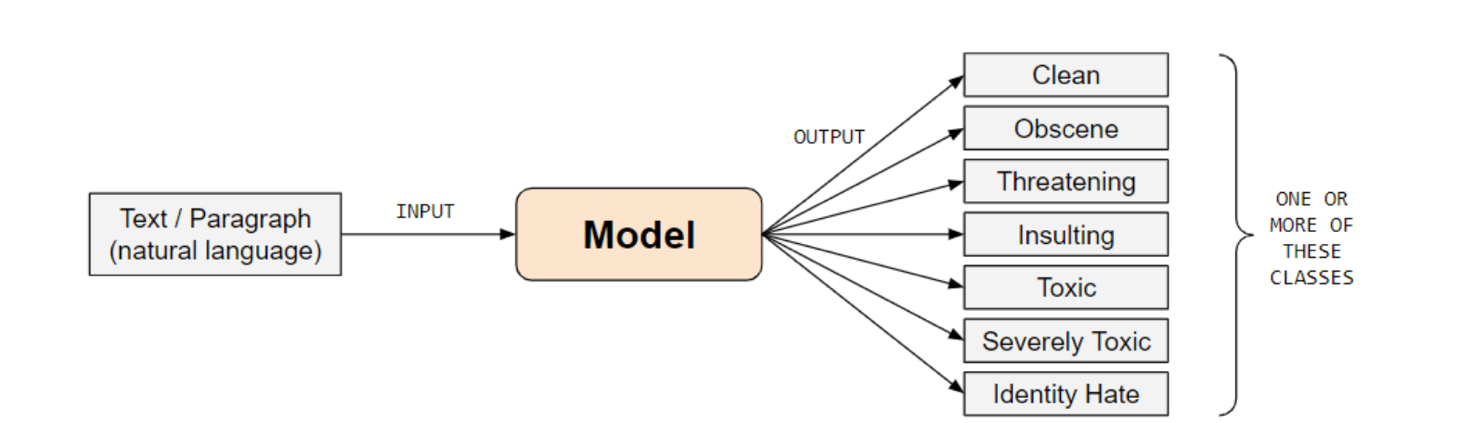 Text / Paragraph
(natural language)
INPUT
Model
OUTPUT
Clean
Obscene
Threatening
Insulting
Toxic
Severely Toxic
Identity Hate
ONE OR
MORE OF
THESE
CLASSES